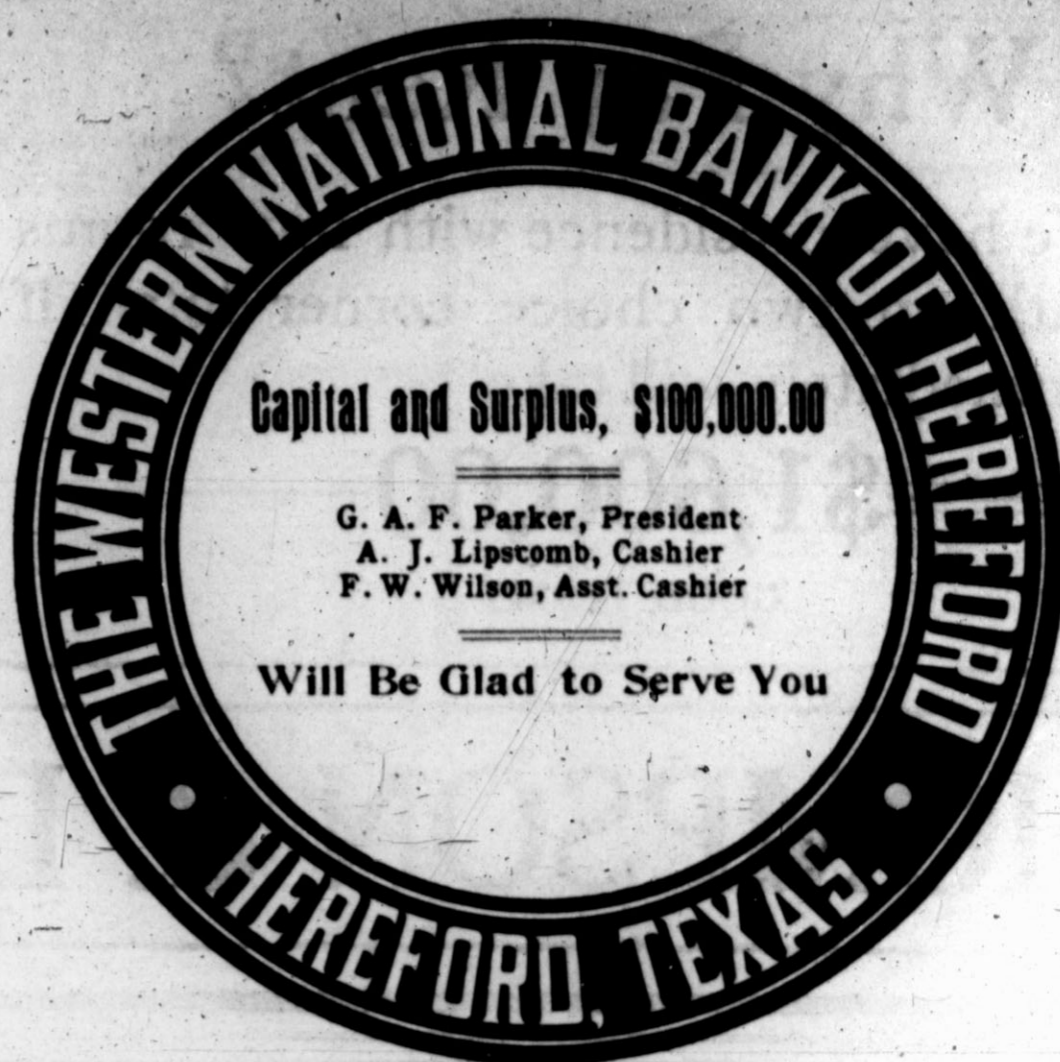 THE WESTERN NATIONAL BANK OF HEREFORD
Capital and Surplus, $100,000.00
G. A. F. Parker, President
A. J. Lipscomb, Cashier
F. W. Wilson, Asst. Cashier
Will Be Glad to Serve You
HEREFORD, TEXAS.